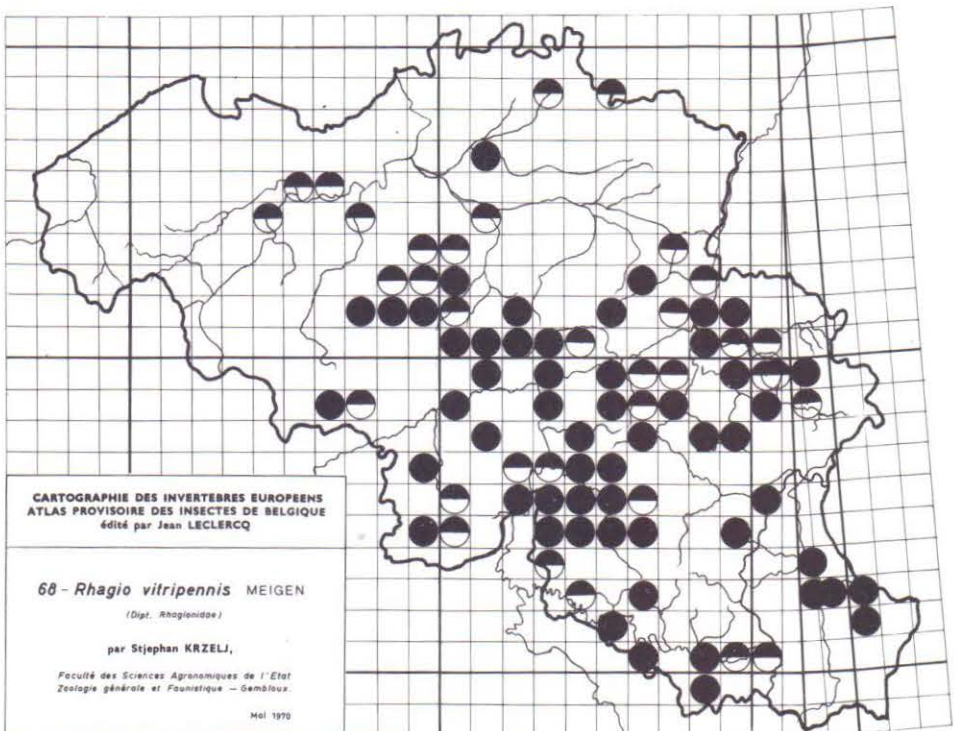 CARTOGRAPHIE DES INVERTEBRES EUROPEENS
ATLAS PROVISOIRE DES INSECTES DE BELGIQUE
édité par Jean LECLERCQ
68 - Rhagio vitripennis MEIGEN
(Dipt. Rhagionidae)
par Stjephan KRZELJ,
Faculté des Sciences Agronomiques de l'Etat
Zoologie générale et Faunistique — Gembloux.
Mai 1970